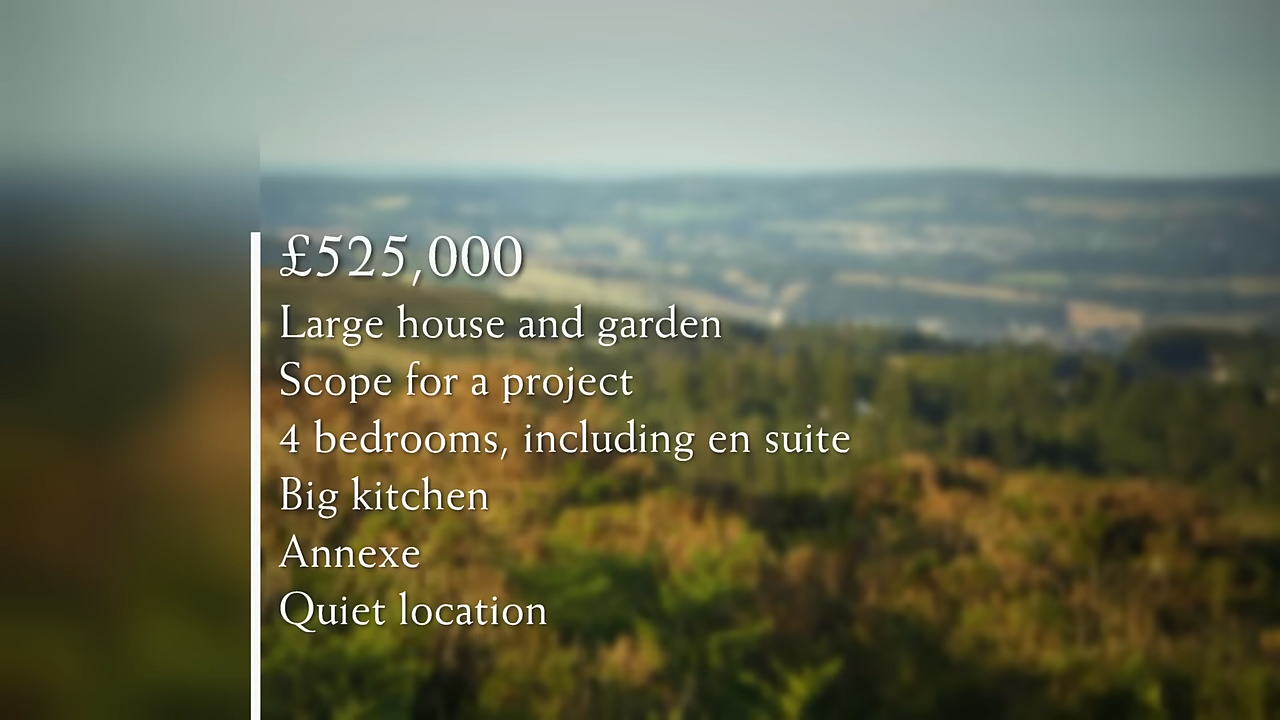 £525,000
Large house and garden
Scope for a project
4 bedrooms, including en suite
Big kitchen
Annexe
Quiet location